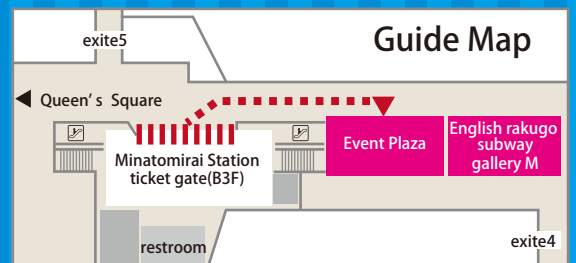 exite5
Guide Map
Queen's Square
Minatomirai Station
ticket gate(B3F)
Event Plaza
English rakugo
subway
gallery M
restroom
exite4